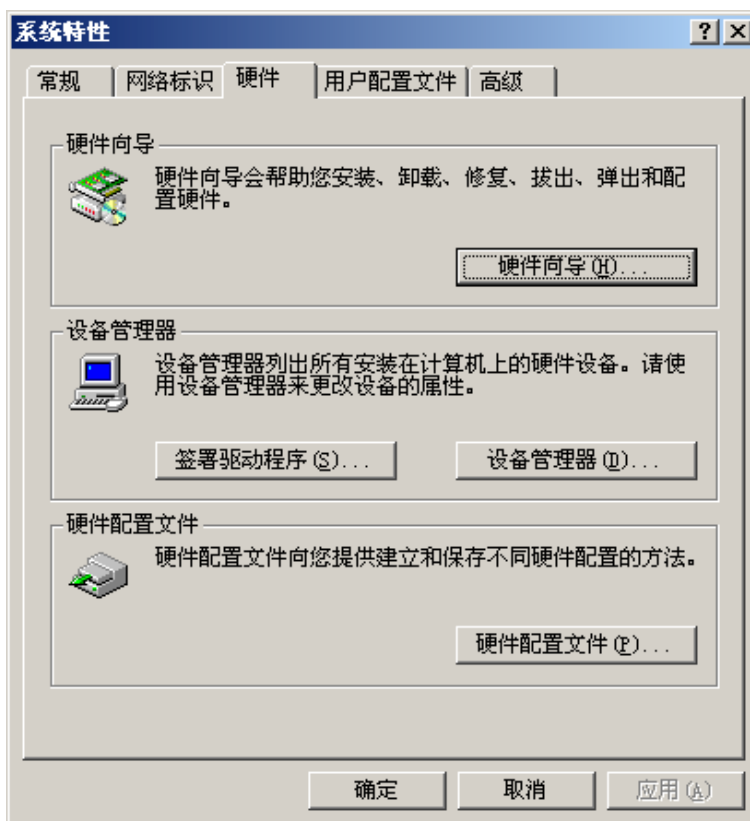 系统特性
常规 网络标识 硬件 用户配置文件 高级
硬件向导
硬件向导会帮助您安装、卸载、修复、拔出、弹出和配
置硬件。
硬件向导(H)...
设备管理器
设备管理器列出所有安装在计算机上的硬件设备。请使
用设备管理器来更改设备的属性。
签署驱动程序(S)... 设备管理器(D)...
硬件配置文件
硬件配置文件向您提供建立和保存不同硬件配置的方法。
硬件配置文件(P)...
确定 取消 应用(A)